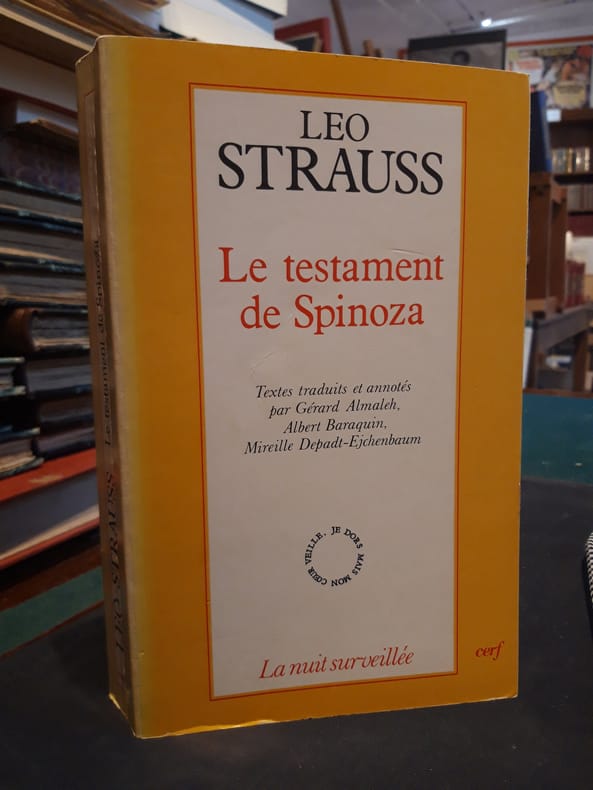 LEO
STRAUSS
Le testament
de Spinoza
Textes traduits et annotés
par Gérard Almaleh,
Albert Baraquin,
Mireille Depadt-Ejchenbaum
JE DORS MAIS MON CŒUR VEILLE,
La nuit surveillée
cerf
LEO STRAUSS Le testament de Spinoza